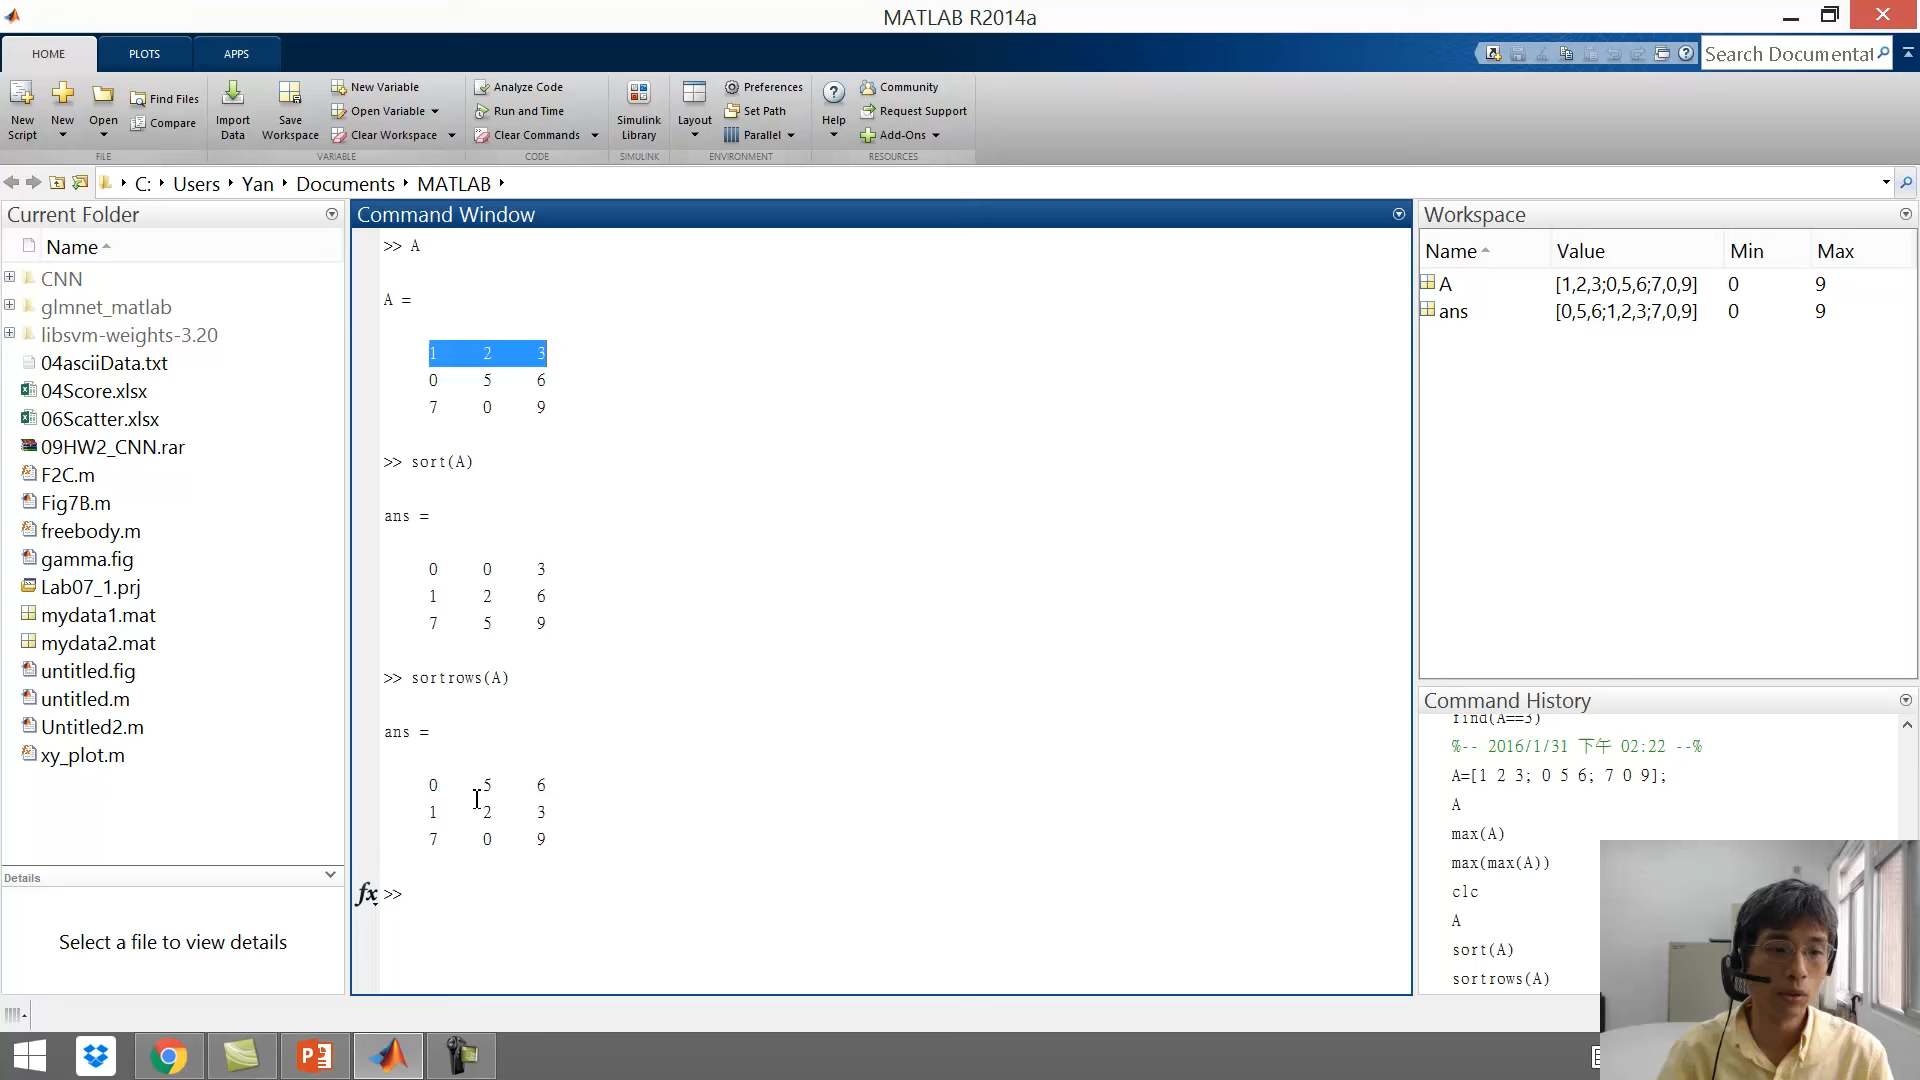 MATLAB R2014a
HOME
PLOTS
APPS
Search Documentat
New Script
New
Open
Find Files
Compare
Import Data
Save Workspace
New Variable
Open Variable
Clear Workspace
Analyze Code
Run and Time
Clear Commands
Simulink Library
Layout
Preferences
Set Path
Parallel
Help
Community
Request Support
Add-Ons
FILE
VARIABLE
CODE
SIMULINK
ENVIRONMENT
RESOURCES
C: Users Yan Documents MATLAB
Current Folder
Name
CNN
glmnet_matlab
libsvm-weights-3.20
04asciiData.txt
04Score.xlsx
06Scatter.xlsx
09HW2_CNN.rar
F2C.m
Fig7B.m
freebody.m
gamma.fig
Lab07_1.prj
mydata1.mat
mydata2.mat
untitled.fig
untitled.m
Untitled2.m
xy_plot.m
Details
Select a file to view details
Command Window
>> A
A =
1 2 3
0 5 6
7 0 9
>> sort(A)
ans =
0 0 3
1 2 6
7 5 9
>> sortrows(A)
ans =
0 5 6
1 2 3
7 0 9
fx >>
Workspace
Name Value Min Max
A [1,2,3;0,5,6;7,0,9] 0 9
ans [0,5,6;1,2,3;7,0,9] 0 9
Command History
find(A==3)
%-- 2016/1/31 下午 02:22 --%
A=[1 2 3; 0 5 6; 7 0 9];
A
max(A)
max(max(A))
clc
A
sort(A)
sortrows(A)